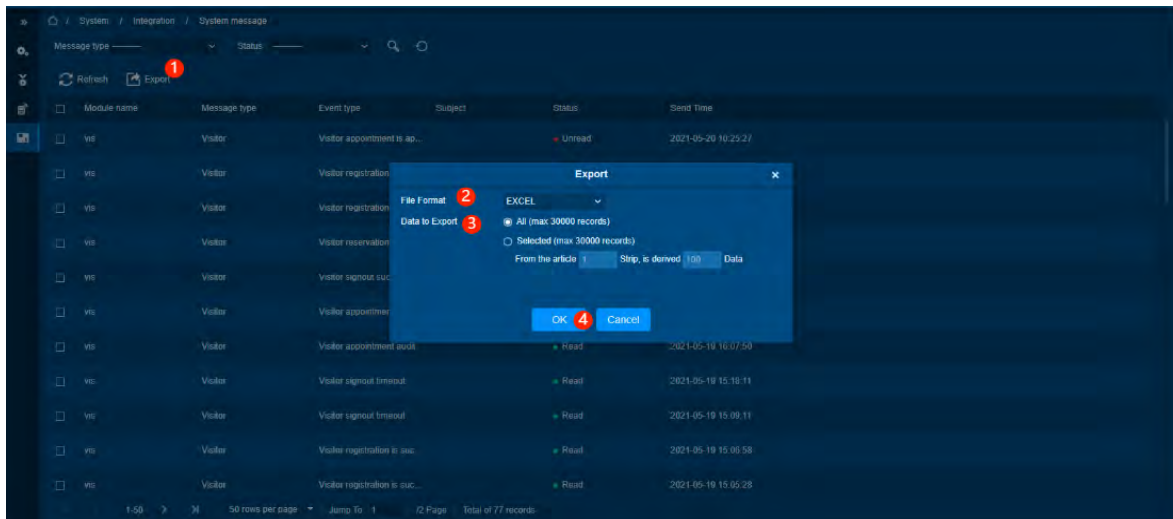 / System / Integration / System message
Message type --------- Status ---------
1
Refresh Export
Module name Message type Event type Subject Status Send Time
vis Visitor Visitor appointment is ap... Unread 2021-05-20 10:25:27
vis Visitor Visitor registration
vis Visitor Visitor registration
vis Visitor Visitor reservation
vis Visitor Visitor signout suc
vis Visitor Visitor appointmen
vis Visitor Visitor appointment audit Read 2021-05-19 16:07:50
vis Visitor Visitor signout timeout Read 2021-05-19 15:18:11
vis Visitor Visitor signout timeout Read 2021-05-19 15:09:11
vis Visitor Visitor registration is suc... Read 2021-05-19 15:05:58
vis Visitor Visitor registration is suc... Read 2021-05-19 15:05:28
1-50 50 rows per page Jump To 1 /2 Page Total of 77 records
Export
File Format 2 EXCEL
Data to Export 3 All (max 30000 records)
Selected (max 30000 records)
From the article 1 Strip, is derived 100 Data
OK 4 Cancel